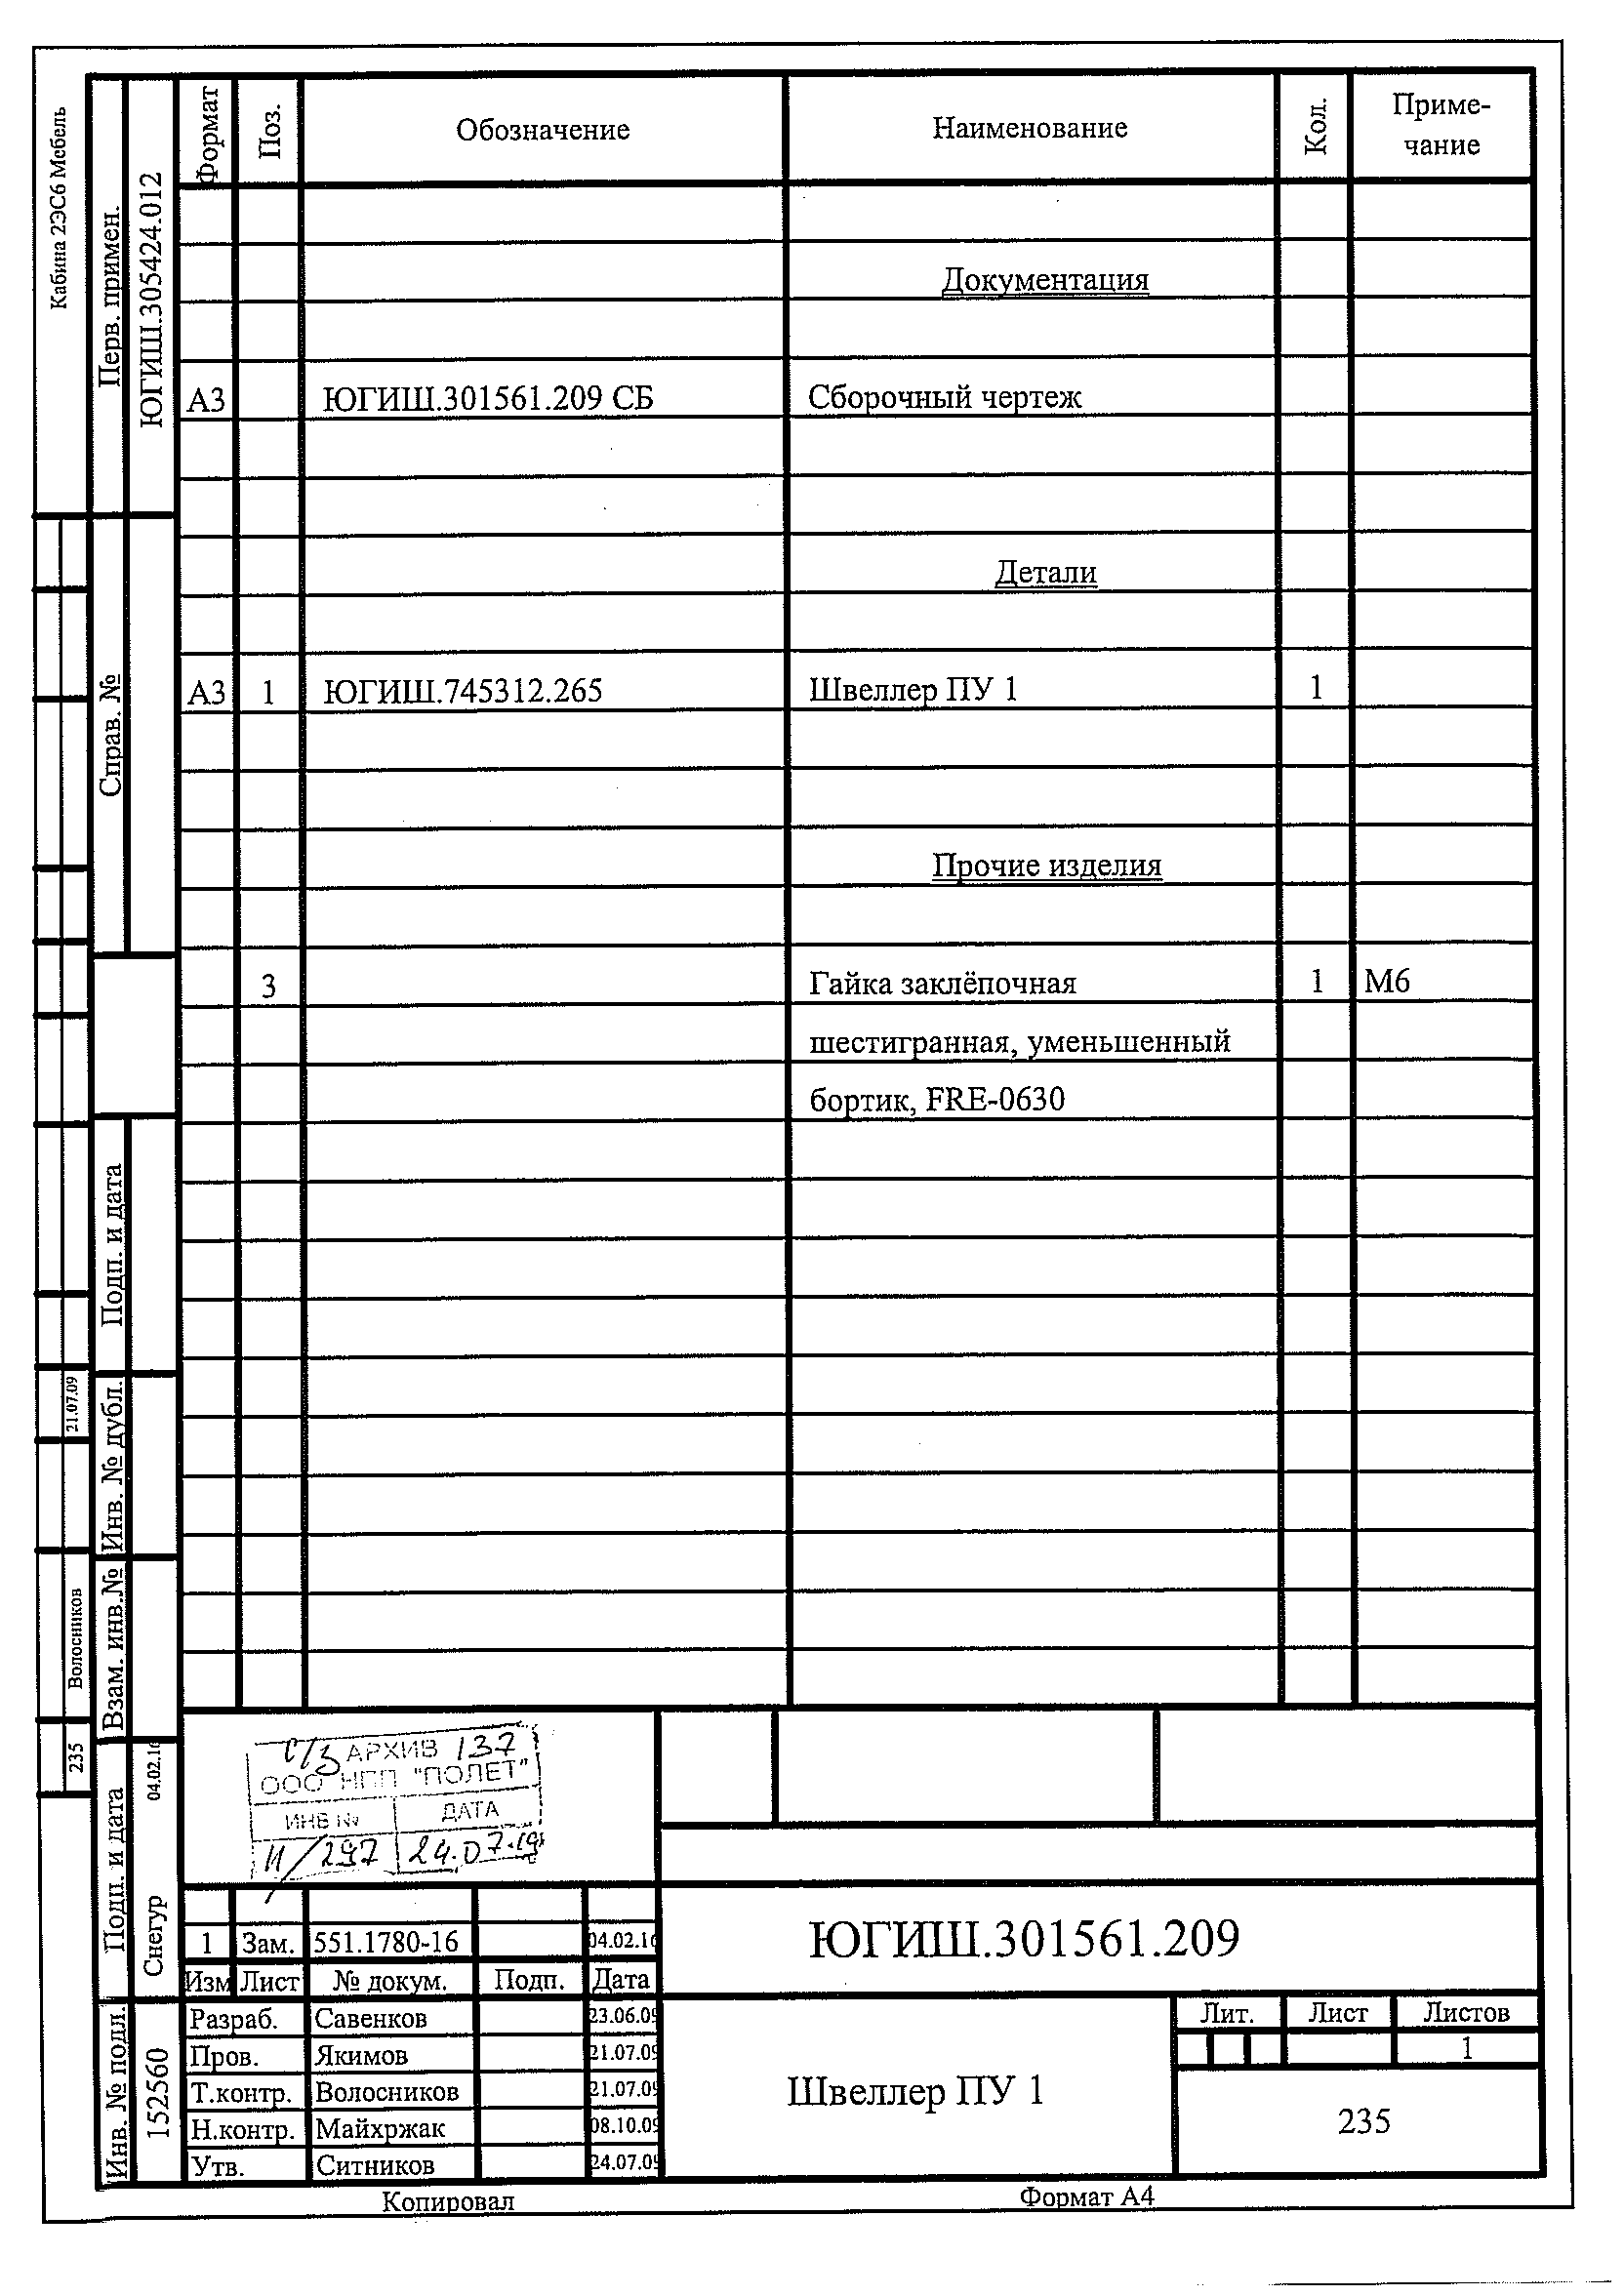 Кабина 2ЭС6 Мебель
Перв. примен.
ЮГИШ.305424.012
Справ. №
Подп. и дата
Инв. № дубл.
Взам. инв.№
Подп. и дата
Снегур 04.02.16
Инв. № подл.
152560
21.07.09
Волосников
235
Формат Поз. Обозначение Наименование Кол. Приме-
чание
Документация
А3 ЮГИШ.301561.209 СБ Сборочный чертеж
Детали
А3 1 ЮГИШ.745312.265 Швеллер ПУ 1 1
Прочие изделия
3 Гайка заклёпочная 1 М6
шестигранная, уменьшенный
бортик, FRE-0630
с/з АРХИВ 137
ООО НПП "ПОЛЕТ"
ИНВ № ДАТА
И/297 24.07.19
1 Зам. 551.1780-16 04.02.16
Изм Лист № докум. Подп. Дата
ЮГИШ.301561.209
Разраб. Савенков 23.06.09
Пров. Якимов 21.07.09
Т.контр. Волосников 21.07.09
Н.контр. Майхржак 08.10.09
Утв. Ситников 24.07.09
Швеллер ПУ 1
Лит. Лист Листов
1
235
Копировал Формат А4